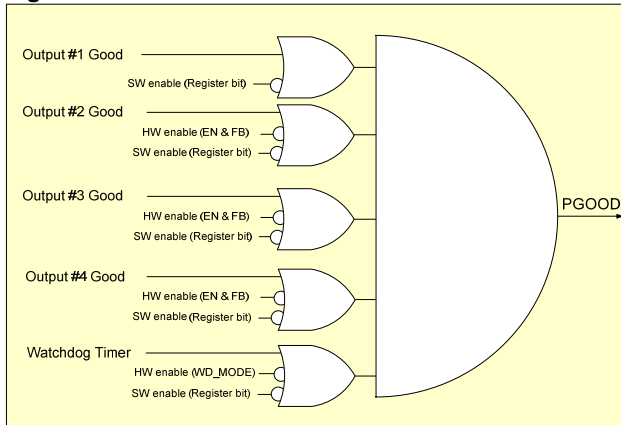 Output #1 Good
SW enable (Register bit)
Output #2 Good
HW enable (EN & FB)
SW enable (Register bit)
Output #3 Good
HW enable (EN & FB)
SW enable (Register bit)
Output #4 Good
HW enable (EN & FB)
SW enable (Register bit)
Watchdog Timer
HW enable (WD_MODE)
SW enable (Register bit)
PGOOD